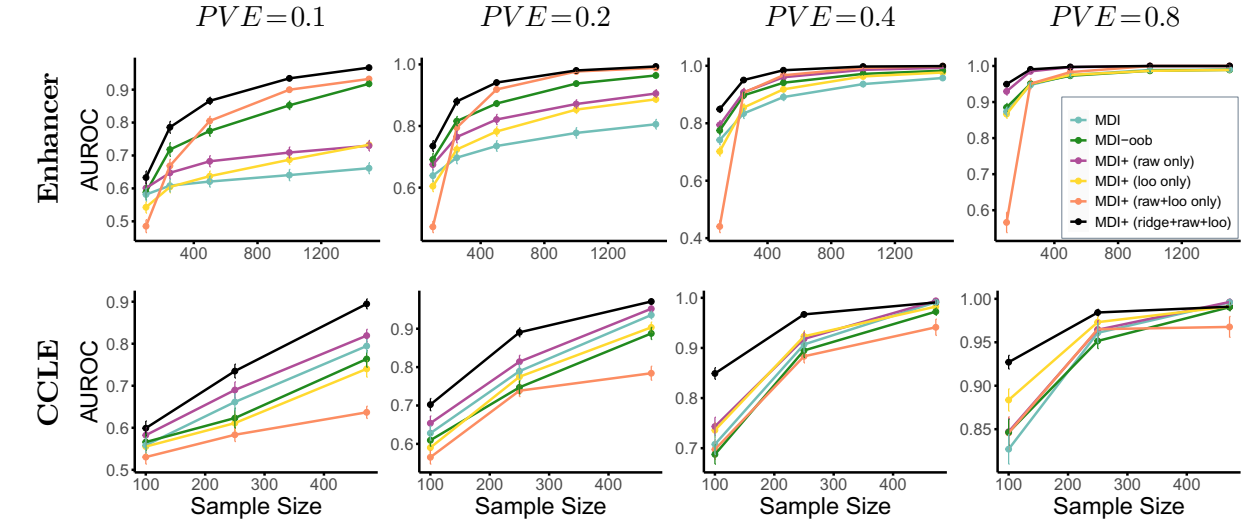 PVE=0.1 PVE=0.2 PVE=0.4 PVE=0.8
Enhancer
AUROC
0.9
0.8
0.7
0.6
0.5
400 800 1200
1.0
0.8
0.6
400 800 1200
1.0
0.8
0.6
0.4
400 800 1200
1.0
0.9
0.8
0.7
0.6
400 800 1200
MDI
MDI−oob
MDI+ (raw only)
MDI+ (loo only)
MDI+ (raw+loo only)
MDI+ (ridge+raw+loo)
CCLE
AUROC
0.9
0.8
0.7
0.6
0.5
100 200 300 400
Sample Size
0.9
0.8
0.7
0.6
100 200 300 400
Sample Size
1.0
0.9
0.8
0.7
100 200 300 400
Sample Size
1.00
0.95
0.90
0.85
100 200 300 400
Sample Size